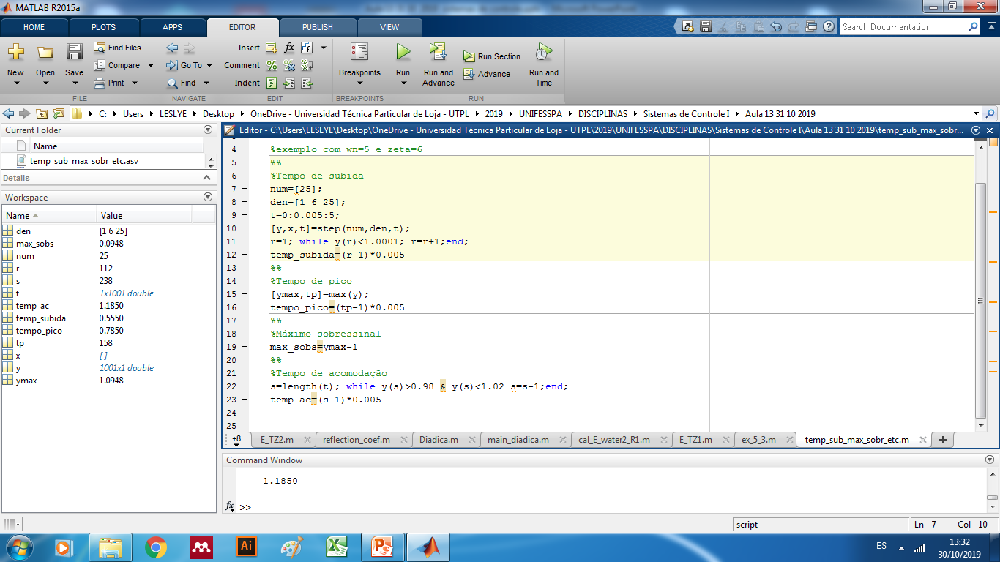 MATLAB R2015a
HOME PLOTS APPS EDITOR PUBLISH VIEW
Search Documentation
New Open Save Find Files Compare Print
FILE
Go To Find
NAVIGATE
Insert fx
Comment
Indent
EDIT
Breakpoints
BREAKPOINTS
Run Run and Advance Run Section Advance Run and Time
RUN
C: Users LESLYE Desktop OneDrive - Universidad Técnica Particular de Loja - UTPL 2019 UNIFESSPA DISCIPLINAS Sistemas de Controle I Aula 13 31 10 2019
Current Folder
Name
temp_sub_max_sobr_etc.asv
Details
Workspace
Name Value
den [1 6 25]
max_sobs 0.0948
num 25
r 112
s 238
t 1x1001 double
temp_ac 1.1850
temp_subida 0.5550
tempo_pico 0.7850
tp 158
x []
y 1001x1 double
ymax 1.0948
Editor - C:\Users\LESLYE\Desktop\OneDrive - Universidad Técnica Particular de Loja - UTPL\2019\UNIFESSPA\DISCIPLINAS\Sistemas de Controle I\Aula 13 31 10 2019\temp_sub_max_sobr...
4 %exemplo com wn=5 e zeta=6
5 %%
6 %Tempo de subida
7 – num=[25];
8 – den=[1 6 25];
9 – t=0:0.005:5;
10 – [y,x,t]=step(num,den,t);
11 – r=1; while y(r)<1.0001; r=r+1;end;
12 – temp_subida=(r-1)*0.005
13 %%
14 %Tempo de pico
15 – [ymax,tp]=max(y);
16 – tempo_pico=(tp-1)*0.005
17 %%
18 %Máximo sobressinal
19 – max_sobs=ymax-1
20 %%
21 %Tempo de acomodação
22 – s=length(t); while y(s)>0.98 & y(s)<1.02 s=s-1;end;
23 – temp_ac=(s-1)*0.005
24
25
+8 E_TZ2.m reflection_coef.m Diadica.m main_diadica.m cal_E_water2_R1.m E_TZ1.m ex_5_3.m temp_sub_max_sobr_etc.m
Command Window
1.1850
fx >>
script Ln 7 Col 10
Ai
ES 13:32
30/10/2019